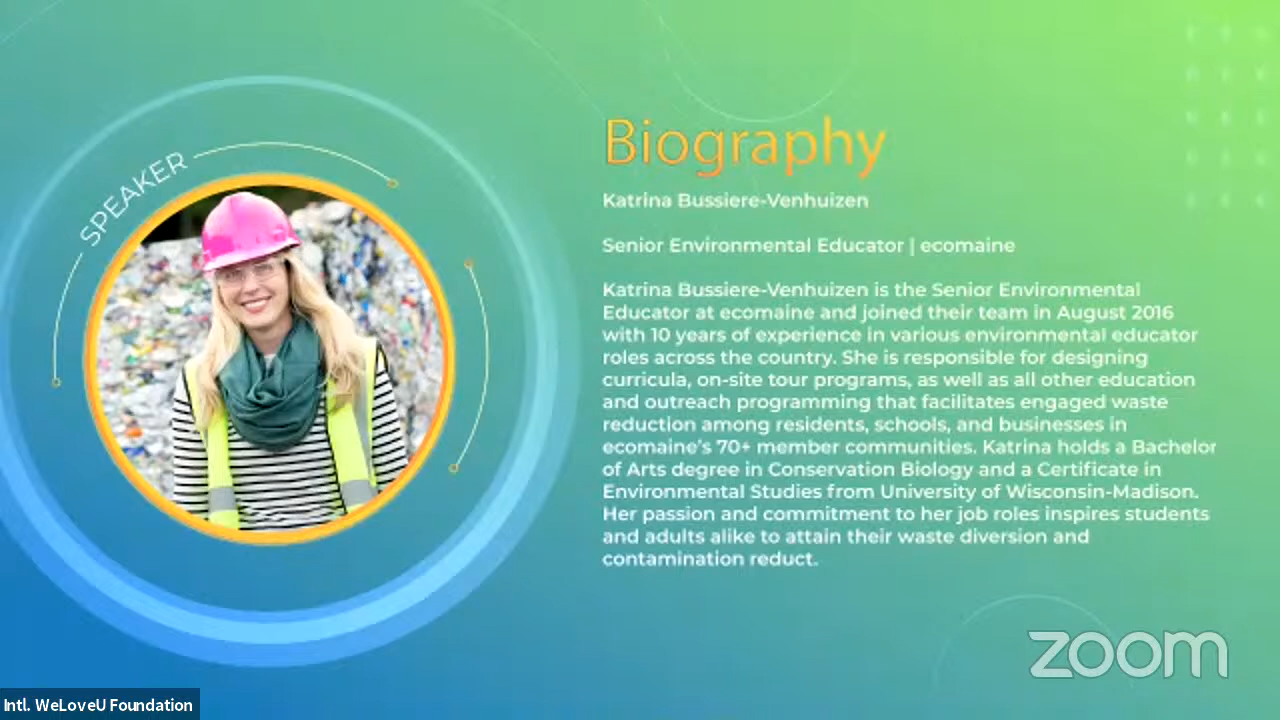 SPEAKER
Biography
Katrina Bussiere-Venhuizen
Senior Environmental Educator | ecomaine
Katrina Bussiere-Venhuizen is the Senior Environmental
Educator at ecomaine and joined their team in August 2016
with 10 years of experience in various environmental educator
roles across the country. She is responsible for designing
curricula, on-site tour programs, as well as all other education
and outreach programming that facilitates engaged waste
reduction among residents, schools, and businesses in
ecomaine's 70+ member communities. Katrina holds a Bachelor
of Arts degree in Conservation Biology and a Certificate in
Environmental Studies from University of Wisconsin-Madison.
Her passion and commitment to her job roles inspires students
and adults alike to attain their waste diversion and
contamination reduct.
zoom
Intl. WeLoveU Foundation